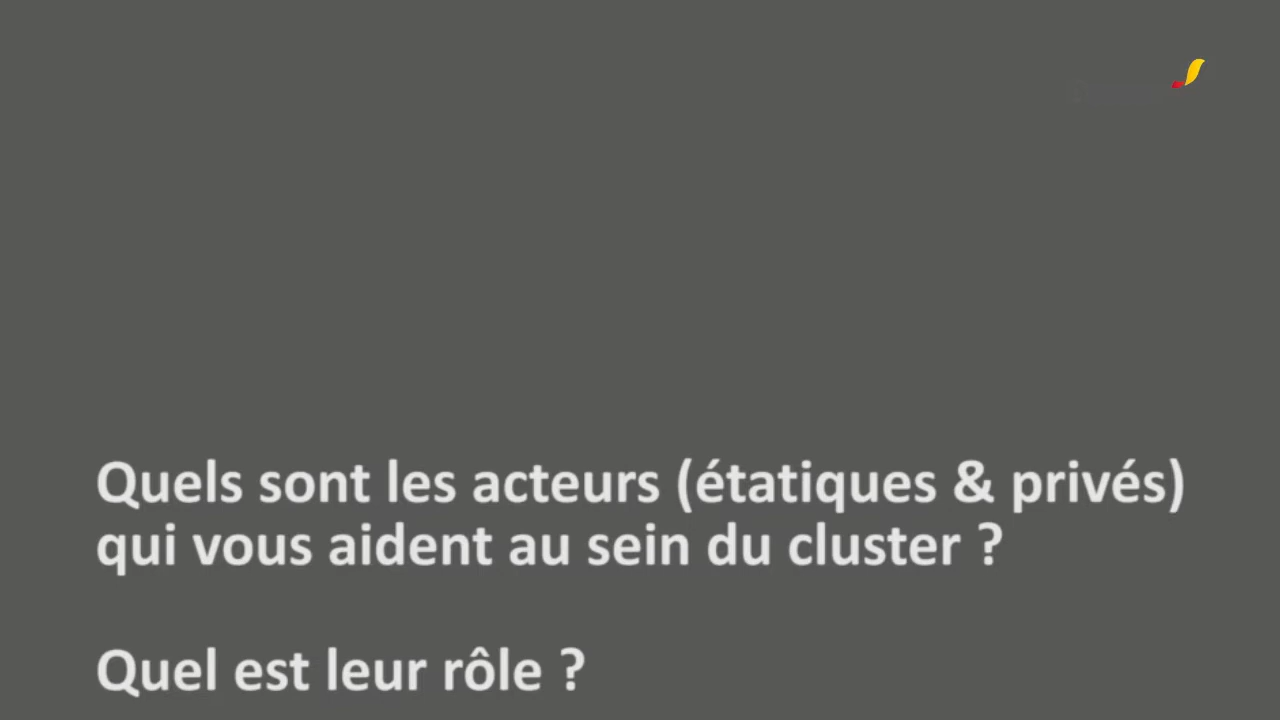 Quels sont les acteurs (étatiques & privés)
qui vous aident au sein du cluster ?
Quel est leur rôle ?